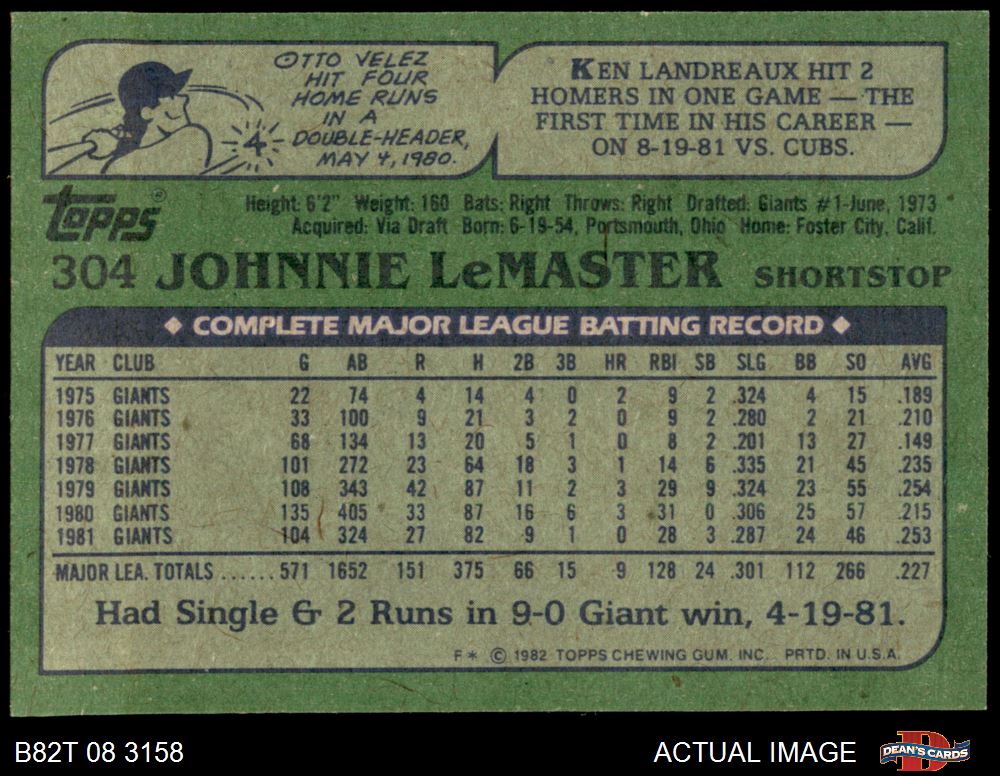 OTTO VELEZ
HIT FOUR
HOME RUNS
IN A
DOUBLE-HEADER,
MAY 4, 1980.
4
KEN LANDREAUX HIT 2
HOMERS IN ONE GAME — THE
FIRST TIME IN HIS CAREER —
ON 8-19-81 VS. CUBS.
TOPPS®
Height: 6'2" Weight: 160 Bats: Right Throws: Right Drafted: Giants #1-June, 1973
Acquired: Via Draft Born: 6-19-54, Portsmouth, Ohio Home: Foster City, Calif.
304 JOHNNIE LeMASTER SHORTSTOP
◆ COMPLETE MAJOR LEAGUE BATTING RECORD ◆
YEAR CLUB G AB R H 2B 3B HR RBI SB SLG BB SO AVG
1975 GIANTS 22 74 4 14 4 0 2 9 2 .324 4 15 .189
1976 GIANTS 33 100 9 21 3 2 0 9 2 .280 2 21 .210
1977 GIANTS 68 134 13 20 5 1 0 8 2 .201 13 27 .149
1978 GIANTS 101 272 23 64 18 3 1 14 6 .335 21 45 .235
1979 GIANTS 108 343 42 87 11 2 3 29 9 .324 23 55 .254
1980 GIANTS 135 405 33 87 16 6 3 31 0 .306 25 57 .215
1981 GIANTS 104 324 27 82 9 1 0 28 3 .287 24 46 .253
MAJOR LEA. TOTALS ...... 571 1652 151 375 66 15 9 128 24 .301 112 266 .227
Had Single & 2 Runs in 9-0 Giant win, 4-19-81.
F* © 1982 TOPPS CHEWING GUM, INC. PRTD. IN U.S.A.
B82T 08 3158
ACTUAL IMAGE
D
DEAN'S CARDS